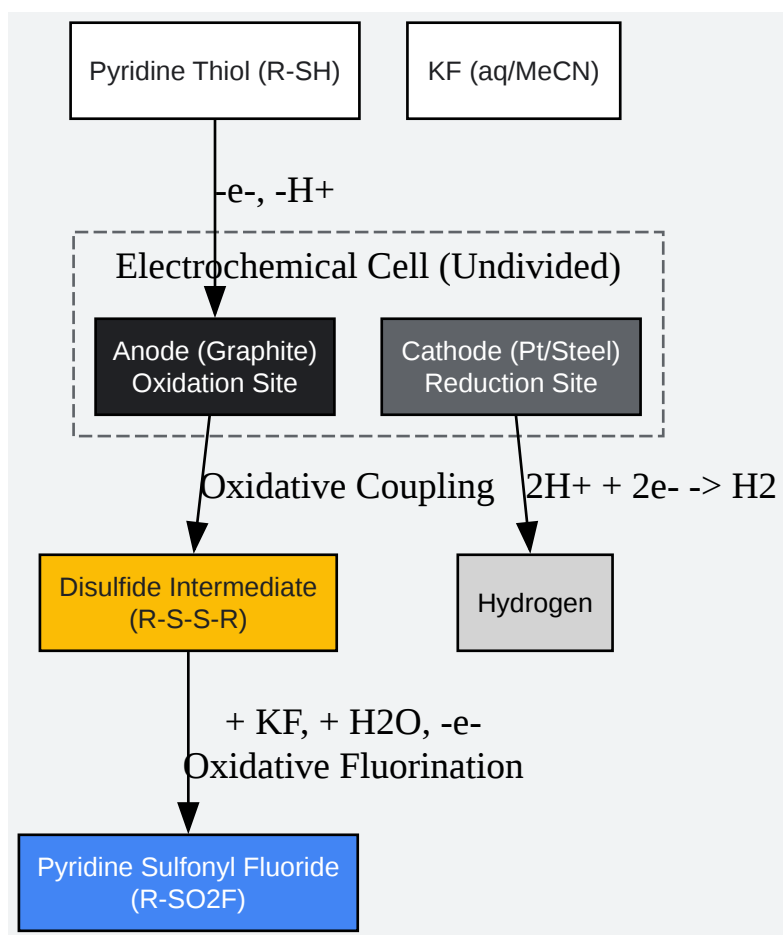 Pyridine Thiol (R-SH)
KF (aq/MeCN)
-e-, -H+
Electrochemical Cell (Undivided)
Anode (Graphite)
Oxidation Site
Cathode (Pt/Steel)
Reduction Site
Oxidative Coupling
2H+ + 2e- -> H2
Disulfide Intermediate
(R-S-S-R)
Hydrogen
+ KF, + H2O, -e-
Oxidative Fluorination
Pyridine Sulfonyl Fluoride
(R-SO2F)